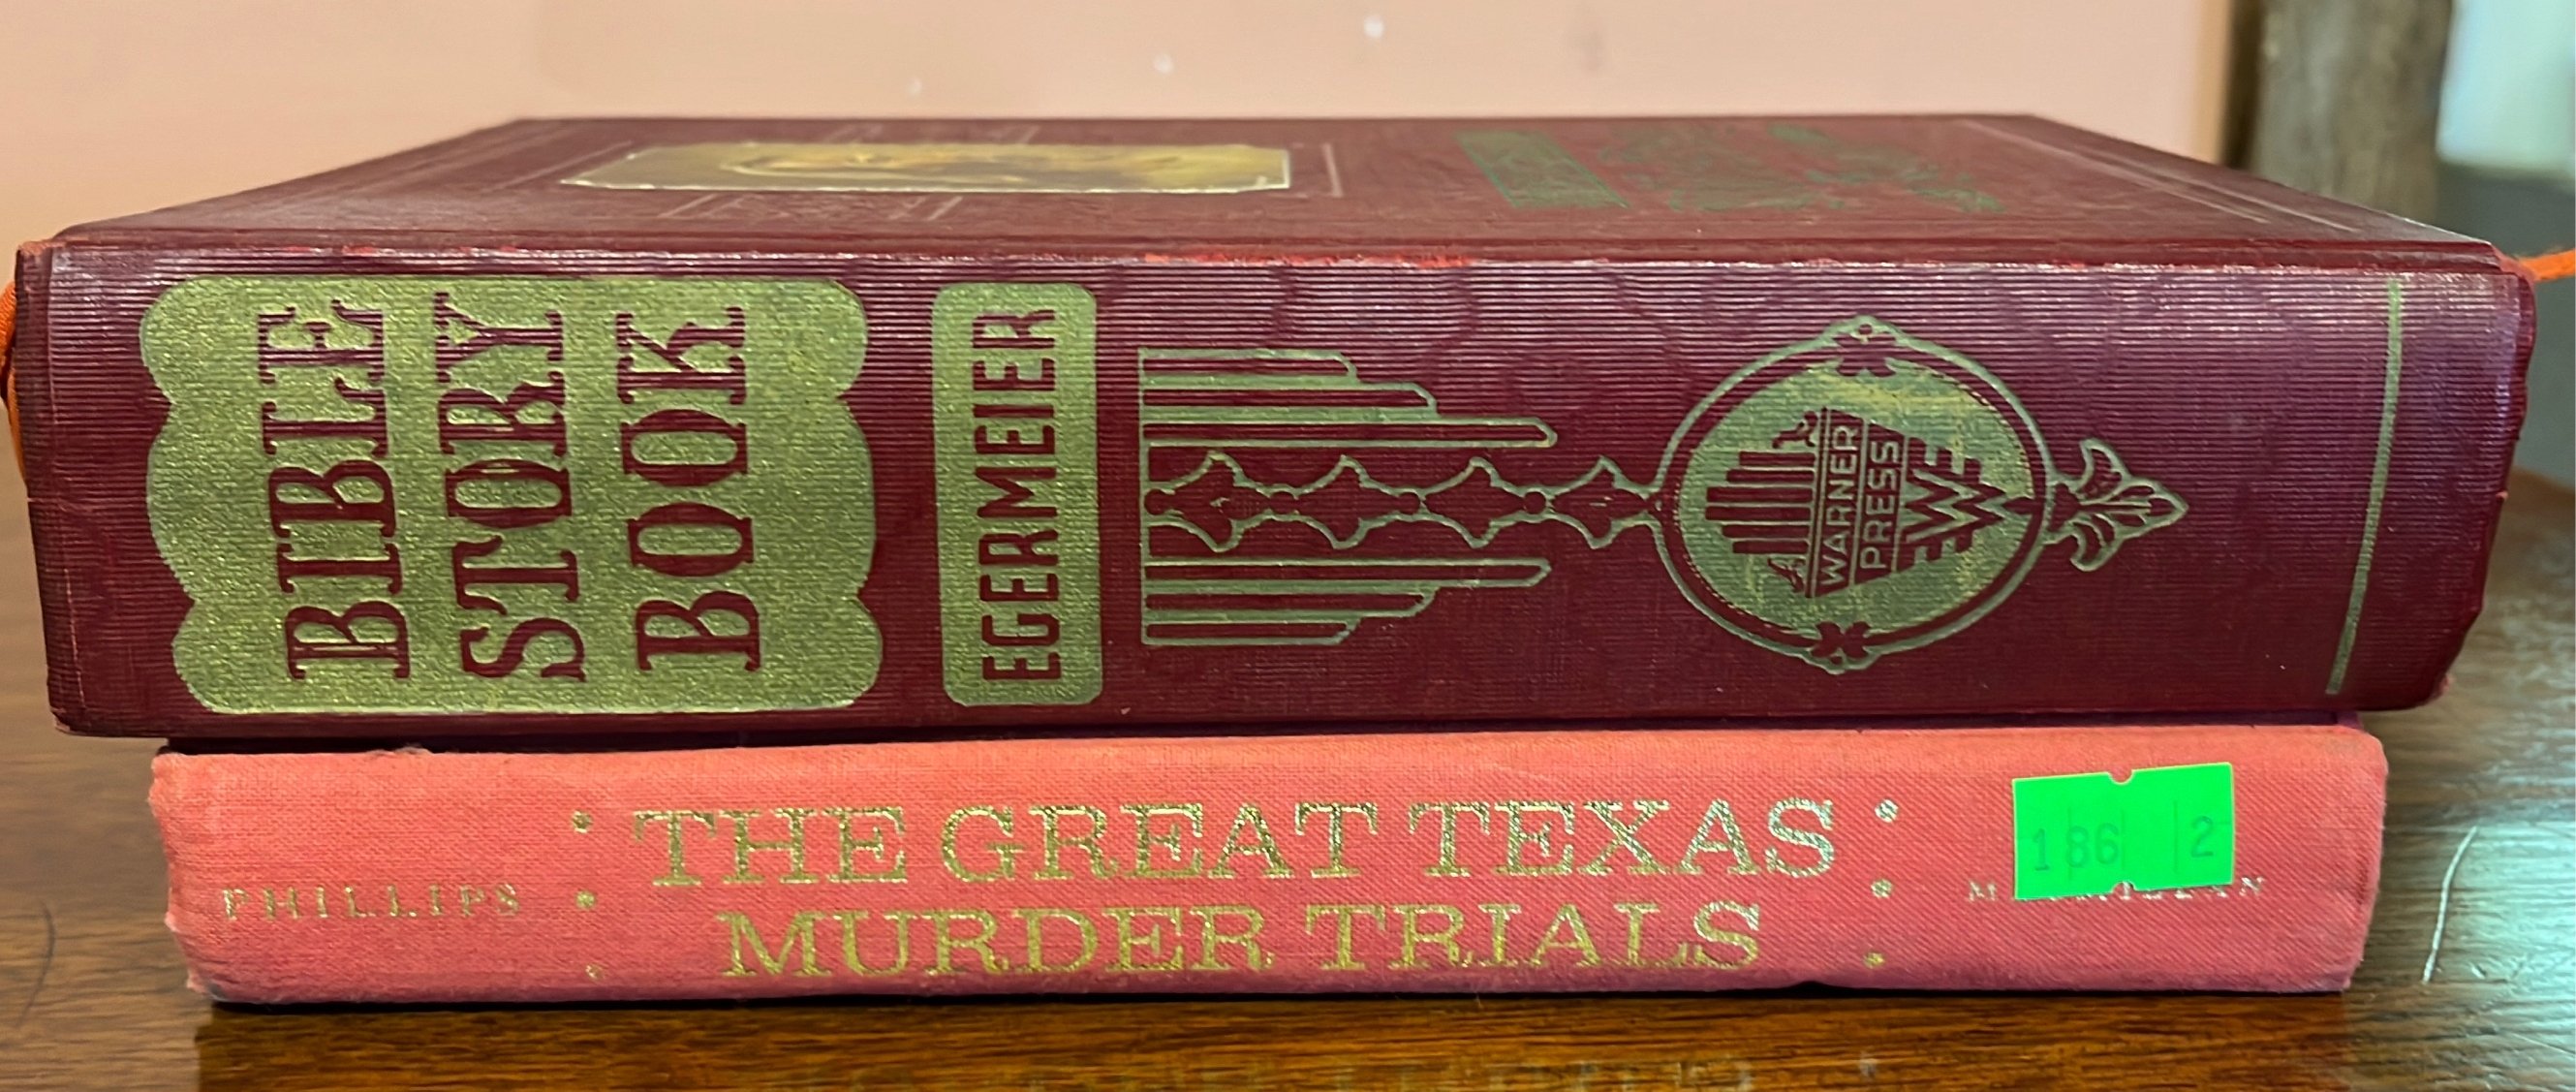 BIBLE
STORY
BOOK
EGERMEIER
WARNER
PRESS
PHILLIPS
THE GREAT TEXAS
MURDER TRIALS
186 2